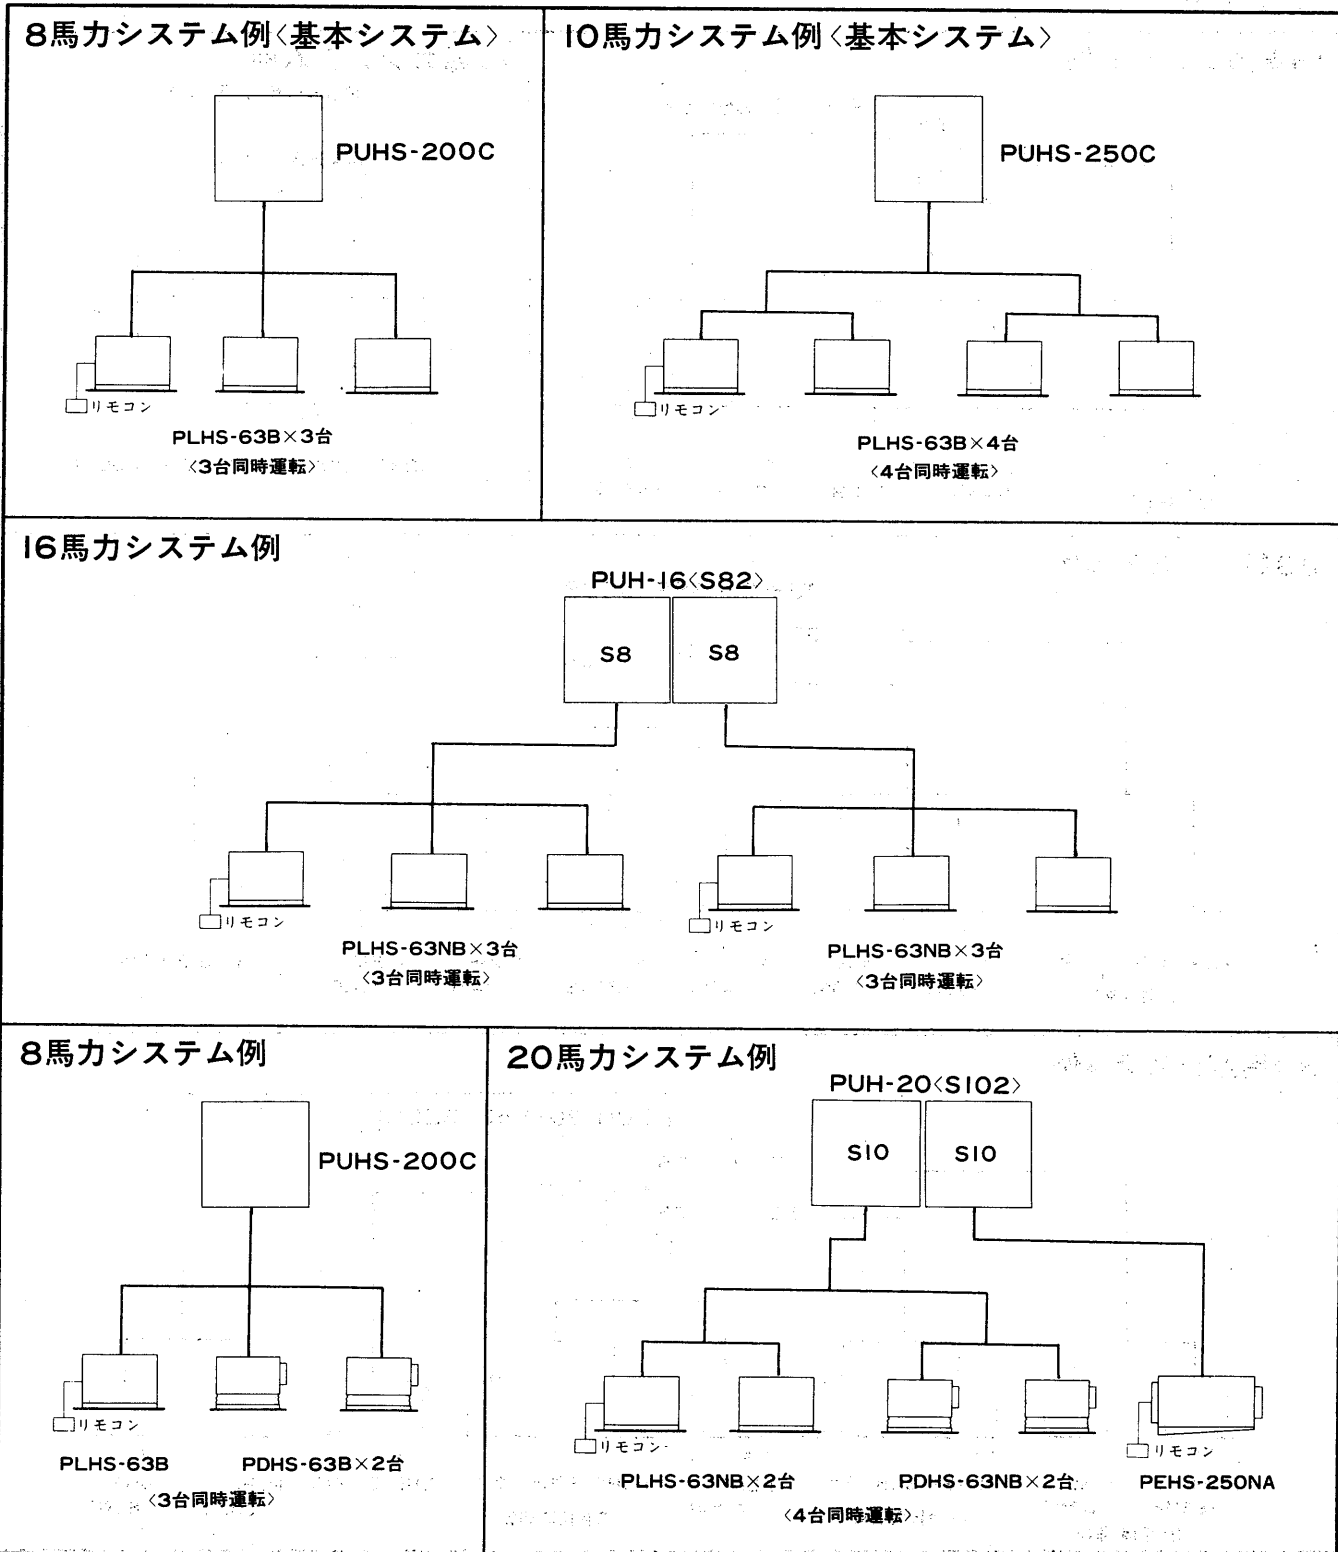 8馬力システム例〈基本システム〉
PUHS-200C
リモコン
PLHS-63B×3台
〈3台同時運転〉
10馬力システム例〈基本システム〉
PUHS-250C
リモコン
PLHS-63B×4台
〈4台同時運転〉
16馬力システム例
PUH-16〈S82〉
S8 S8
リモコン リモコン
PLHS-63NB×3台 PLHS-63NB×3台
〈3台同時運転〉 〈3台同時運転〉
8馬力システム例
PUHS-200C
リモコン
PLHS-63B PDHS-63B×2台
〈3台同時運転〉
20馬力システム例
PUH-20〈S102〉
S10 S10
リモコン リモコン
PLHS-63NB×2台 PDHS-63NB×2台 PEHS-250NA
〈4台同時運転〉